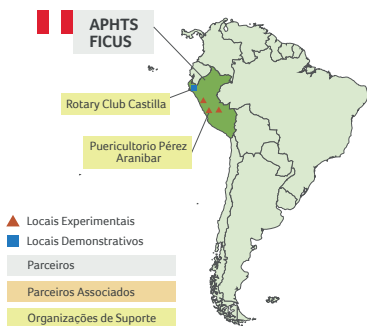 APHTS
FICUS
Rotary Club Castilla
Puericultorio Pérez
Aranibar
Locais Experimentais
Locais Demonstrativos
Parceiros
Parceiros Associados
Organizações de Suporte